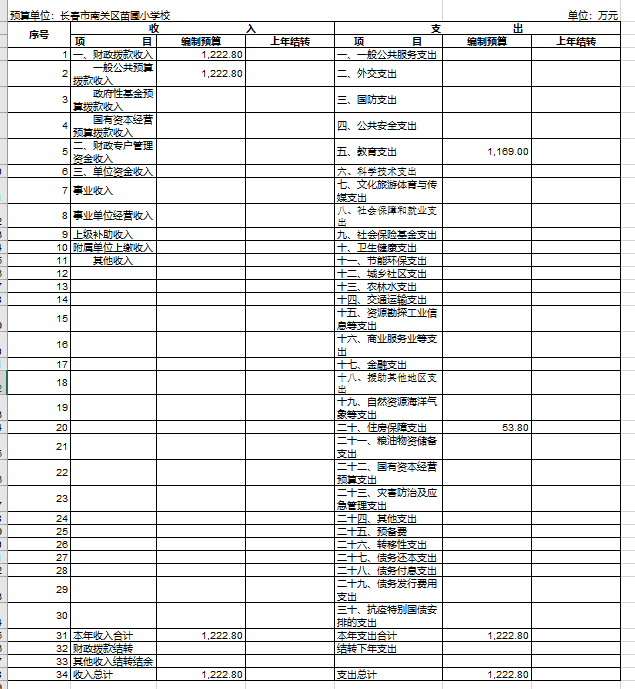 预算单位：长春市南关区苗圃小学校 单位：万元
序号 收 入 支 出
项 目 编制预算 上年结转 项 目 编制预算 上年结转
1 一、财政拨款收入 1,222.80 一、一般公共服务支出
2 一般公共预算拨款收入 1,222.80 二、外交支出
3 政府性基金预算拨款收入 三、国防支出
4 国有资本经营预算拨款收入 四、公共安全支出
5 二、财政专户管理资金收入 五、教育支出 1,169.00
6 三、单位资金收入 六、科学技术支出
7 事业收入 七、文化旅游体育与传媒支出
8 事业单位经营收入 八、社会保障和就业支出
9 上级补助收入 九、社会保险基金支出
10 附属单位上缴收入 十、卫生健康支出
11 其他收入 十一、节能环保支出
12 十二、城乡社区支出
13 十三、农林水支出
14 十四、交通运输支出
15 十五、资源勘探工业信息等支出
16 十六、商业服务业等支出
17 十七、金融支出
18 十八、援助其他地区支出
19 十九、自然资源海洋气象等支出
20 二十、住房保障支出 53.80
21 二十一、粮油物资储备支出
22 二十二、国有资本经营预算支出
23 二十三、灾害防治及应急管理支出
24 二十四、其他支出
25 二十五、预备费
26 二十六、转移性支出
27 二十七、债务还本支出
28 二十八、债务付息支出
29 二十九、债务发行费用支出
30 三十、抗疫特别国债安排的支出
31 本年收入合计 1,222.80 本年支出合计 1,222.80
32 财政拨款结转 结转下年支出
33 其他收入结转结余
34 收入总计 1,222.80 支出总计 1,222.80